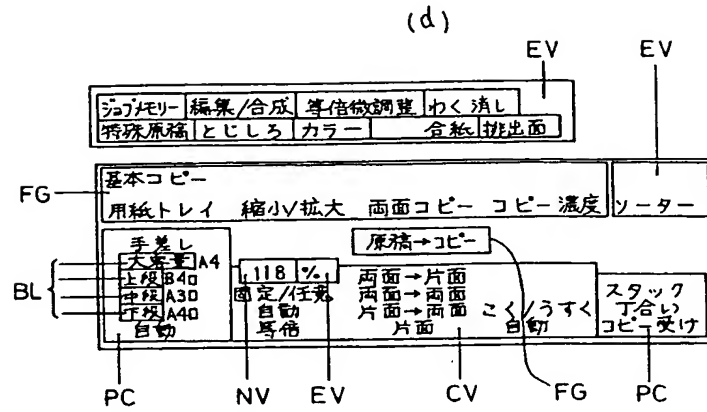 (d)
EV EV
ジョブメモリー 編集/合成 等倍微調整 わく消し
特殊原稿 とじしろ カラー 合紙 排出面
FG
基本コピー
用紙トレイ 縮小/拡大 両面コピー コピー濃度 ソーター
手差し 原稿→コピー
大容量 A4 118 % 両面→片面
BL 上段 B4 固定/任意 両面→両面 スタック
中段 A3 自動 片面→両面 こく/うすく 丁合い
下段 A4 等倍 片面 自動 コピー受け
自動
PC NV EV CV FG PC